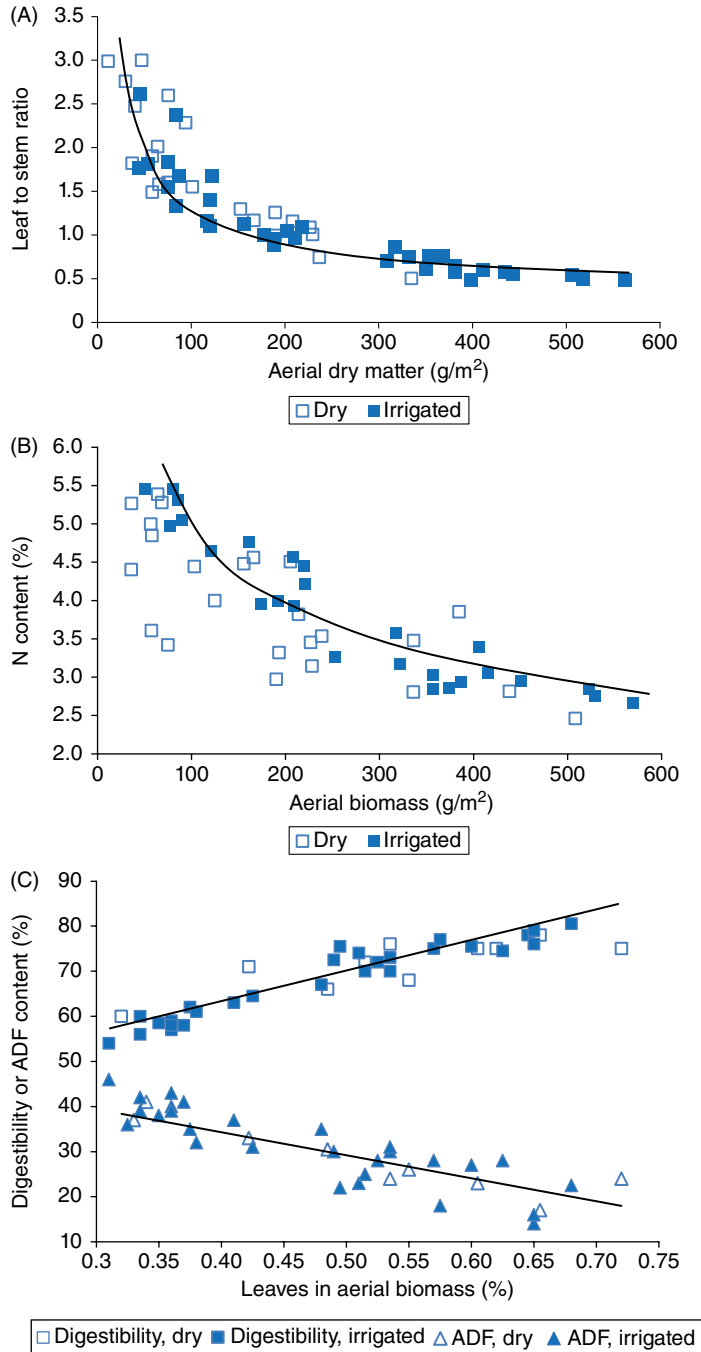 (A)
3.5
3.0
2.5
2.0
1.5
1.0
0.5
0
Leaf to stem ratio
0 100 200 300 400 500 600
Aerial dry matter (g/m²)
Dry Irrigated
(B)
6.0
5.5
5.0
4.5
4.0
3.5
3.0
2.5
2.0
N content (%)
0 100 200 300 400 500 600
Aerial biomass (g/m²)
Dry Irrigated
(C)
90
80
70
60
50
40
30
20
10
Digestibility or ADF content (%)
0.3 0.35 0.40 0.45 0.50 0.55 0.60 0.65 0.70 0.75
Leaves in aerial biomass (%)
Digestibility, dry Digestibility, irrigated ADF, dry ADF, irrigated